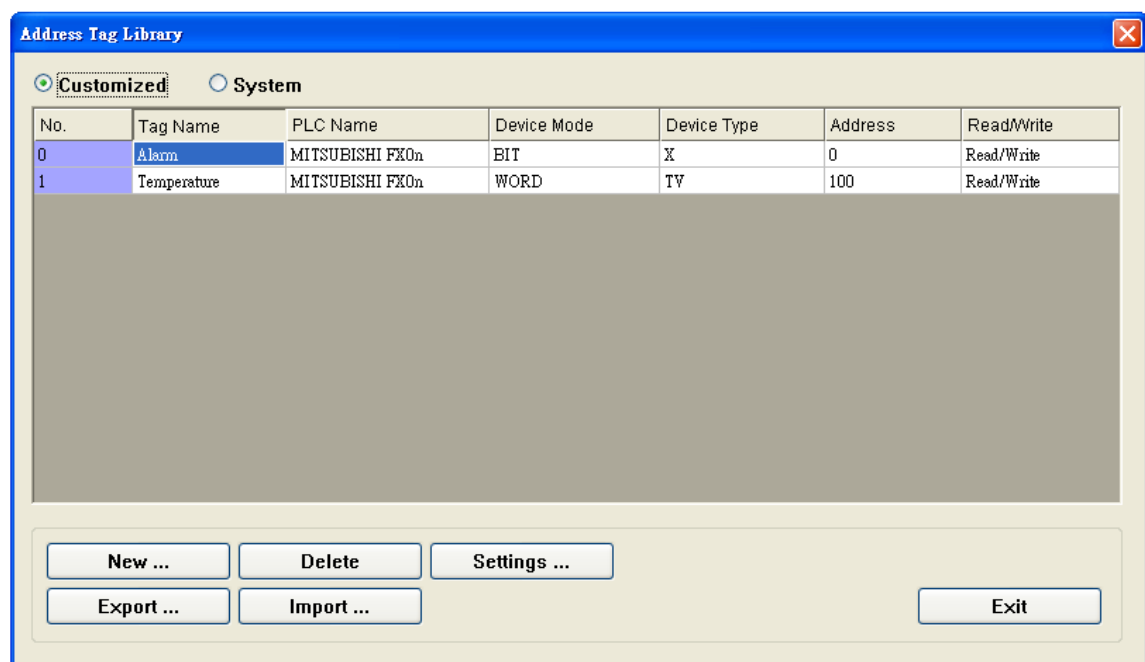 Address Tag Library
Customized System
No. Tag Name PLC Name Device Mode Device Type Address Read/Write
0 Alarm MITSUBISHI FX0n BIT X 0 Read/Write
1 Temperature MITSUBISHI FX0n WORD TV 100 Read/Write
New ... Delete Settings ...
Export ... Import ... Exit